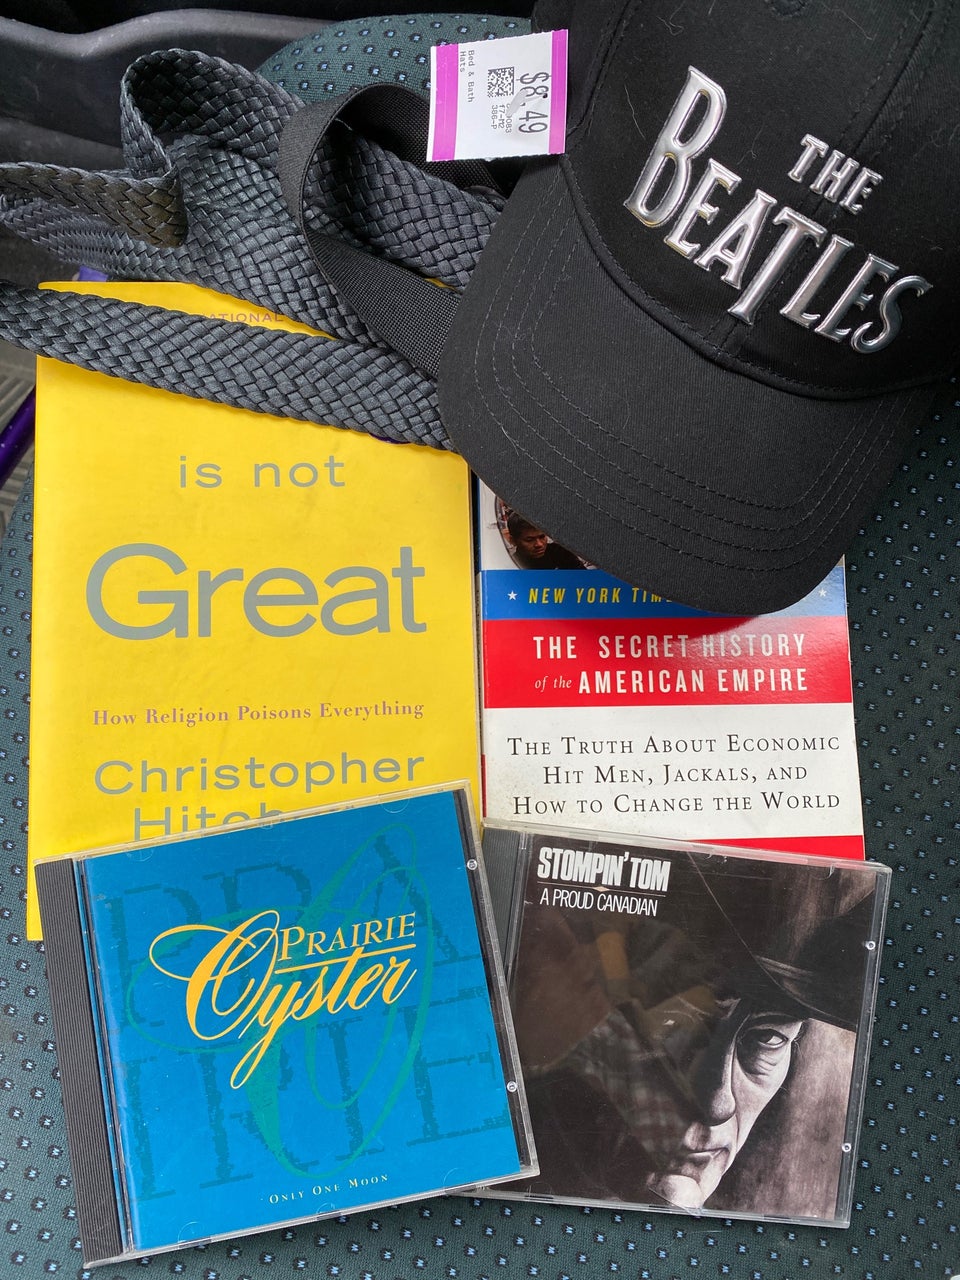 $8.49
Bed & Bath
Hats
THE
BEATLES
is not
Great
How Religion Poisons Everything
Christopher
NEW YORK
THE SECRET HISTORY
of the AMERICAN EMPIRE
THE TRUTH ABOUT ECONOMIC
HIT MEN, JACKALS, AND
HOW TO CHANGE THE WORLD
PRAIRIE
Oyster
ONLY ONE MOON
STOMPIN' TOM
A PROUD CANADIAN